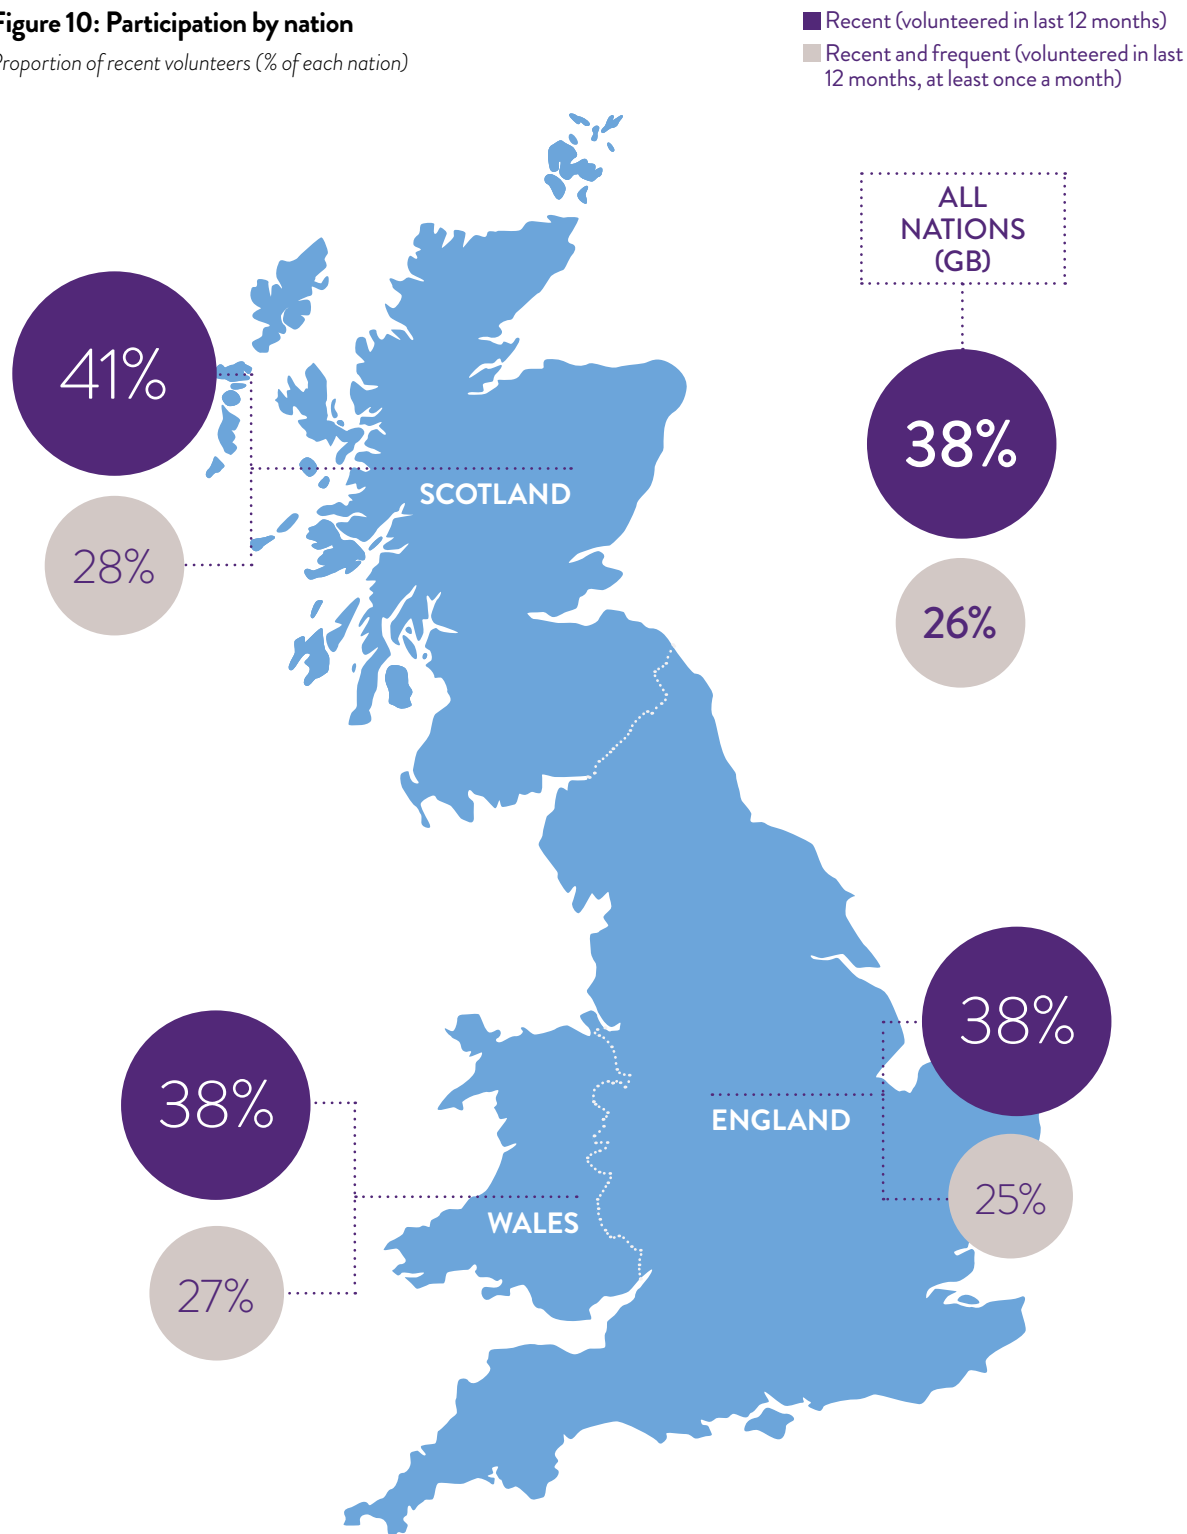 Figure 10: Participation by nation
Proportion of recent volunteers (% of each nation)
Recent (volunteered in last 12 months)
Recent and frequent (volunteered in last
12 months, at least once a month)
ALL
NATIONS
(GB)
41%
38%
SCOTLAND
28%
26%
38%
38%
ENGLAND
25%
WALES
27%